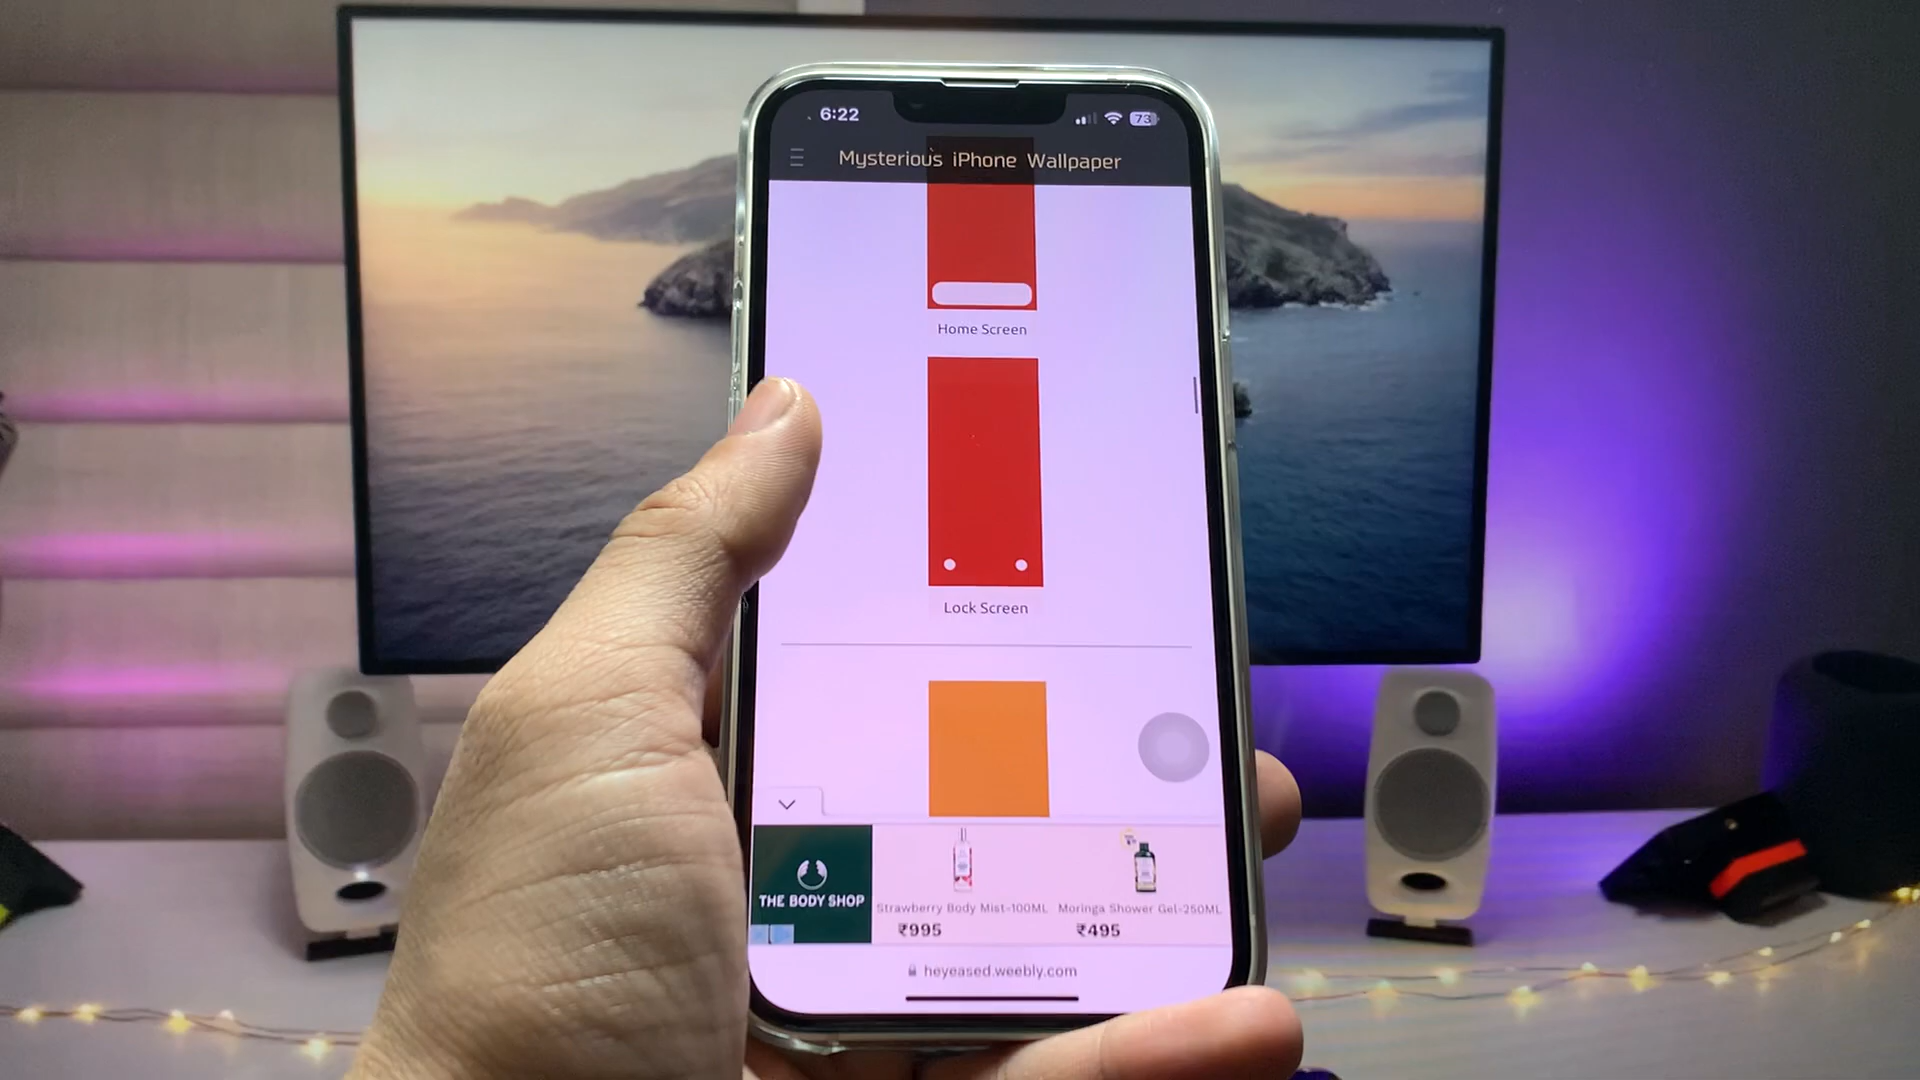 6:22
73
Mysterious iPhone Wallpaper
Home Screen
Lock Screen
THE BODY SHOP
Strawberry Body Mist-100ML
₹995
Moringa Shower Gel-250ML
₹495
heyeased.weebly.com